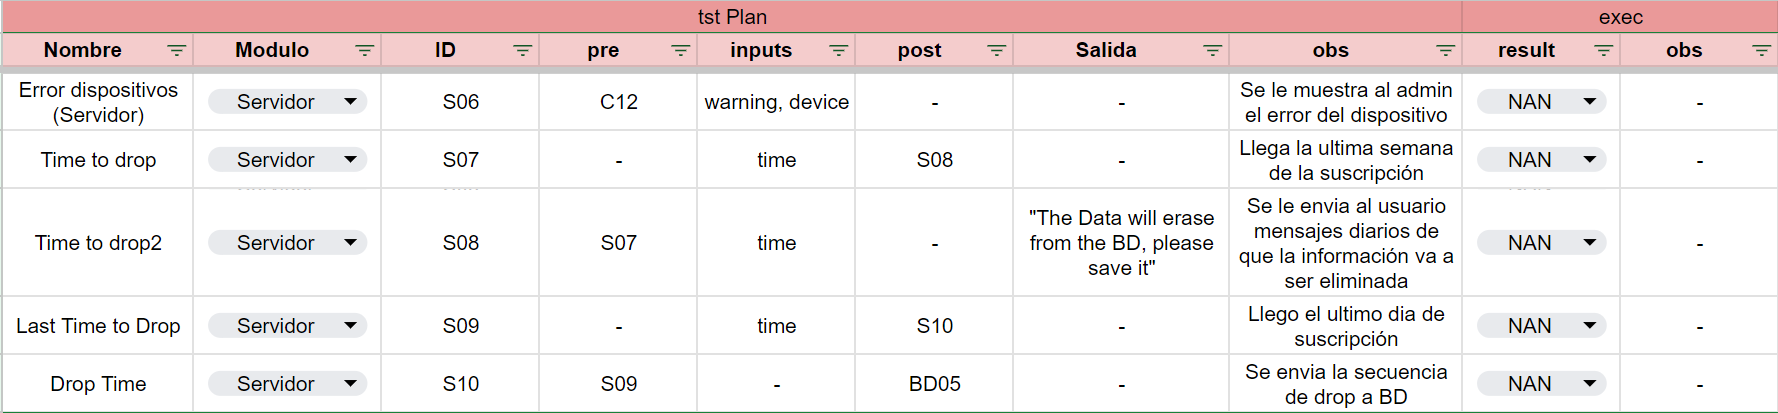 tst Plan exec
Nombre Modulo ID pre inputs post Salida obs result obs
Error dispositivos
(Servidor)
Servidor
S06
C12
warning, device
-
-
Se le muestra al admin
el error del dispositivo
NAN
-
Time to drop
Servidor
S07
-
time
S08
-
Llega la ultima semana
de la suscripción
NAN
-
Time to drop2
Servidor
S08
S07
time
-
"The Data will erase
from the BD, please
save it"
Se le envia al usuario
mensajes diarios de
que la información va a
ser eliminada
NAN
-
Last Time to Drop
Servidor
S09
-
time
S10
-
Llego el ultimo dia de
suscripción
NAN
-
Drop Time
Servidor
S10
S09
-
BD05
-
Se envia la secuencia
de drop a BD
NAN
-